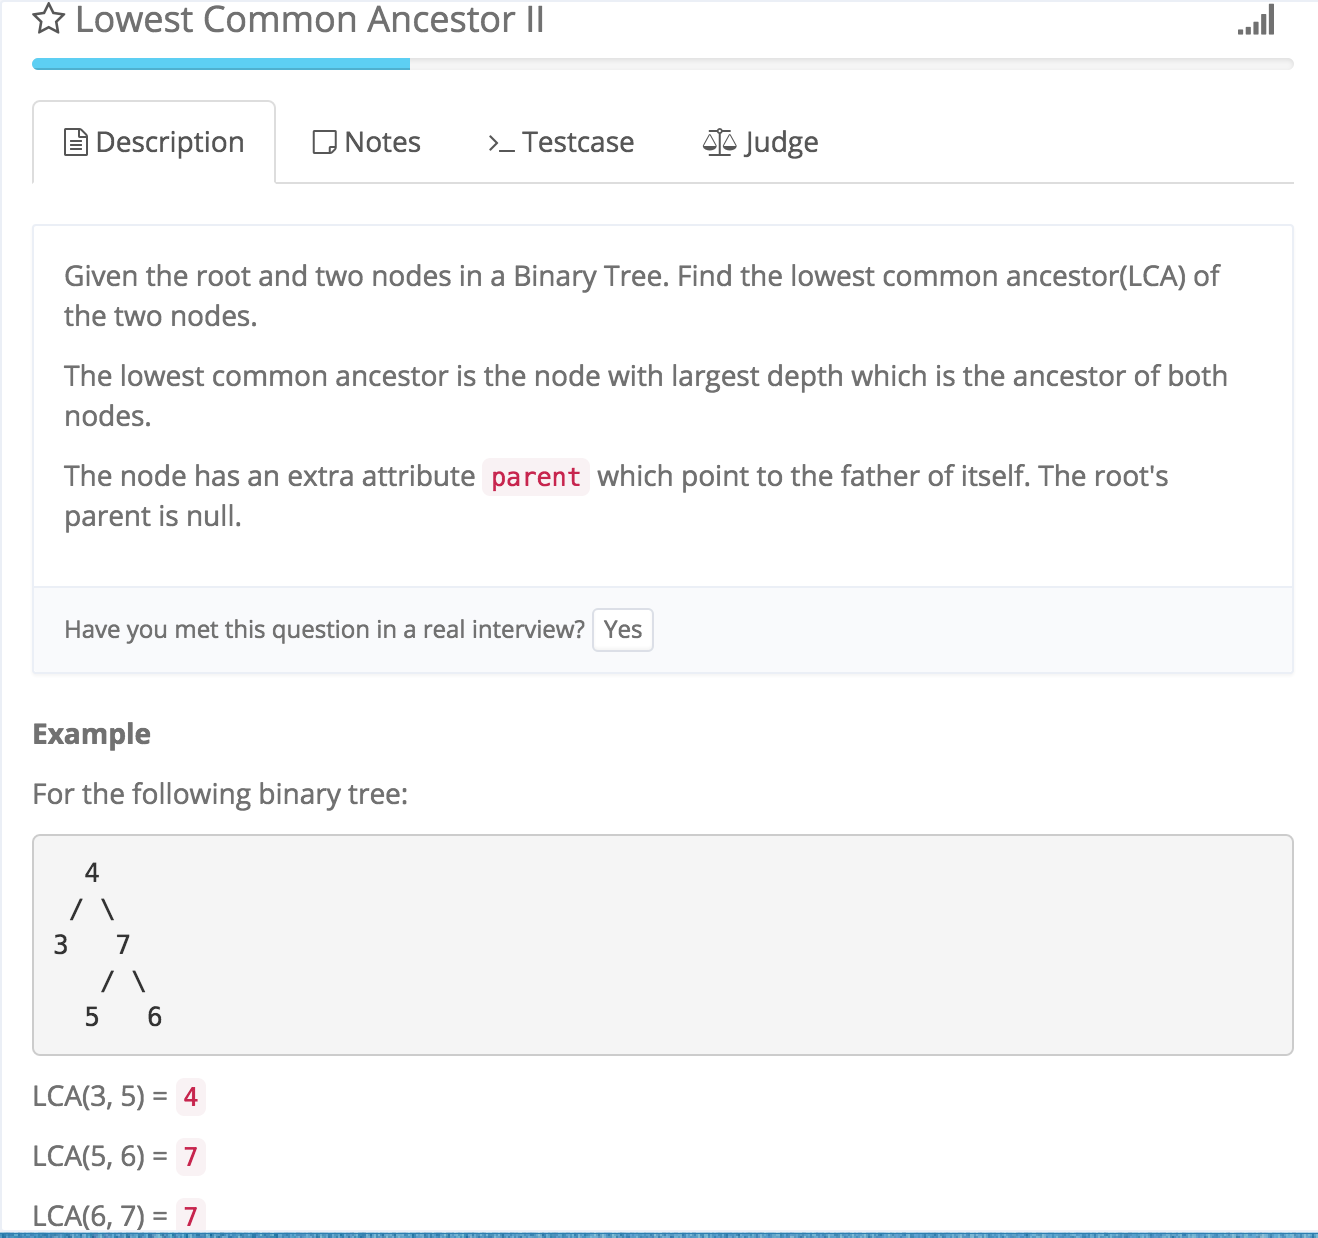 Lowest Common Ancestor II
Description Notes >_ Testcase Judge
Given the root and two nodes in a Binary Tree. Find the lowest common ancestor(LCA) of
the two nodes.
The lowest common ancestor is the node with largest depth which is the ancestor of both
nodes.
The node has an extra attribute parent which point to the father of itself. The root's
parent is null.
Have you met this question in a real interview? Yes
Example
For the following binary tree:
4
/ \
3 7
/ \
5 6
LCA(3, 5) = 4
LCA(5, 6) = 7
LCA(6, 7) = 7